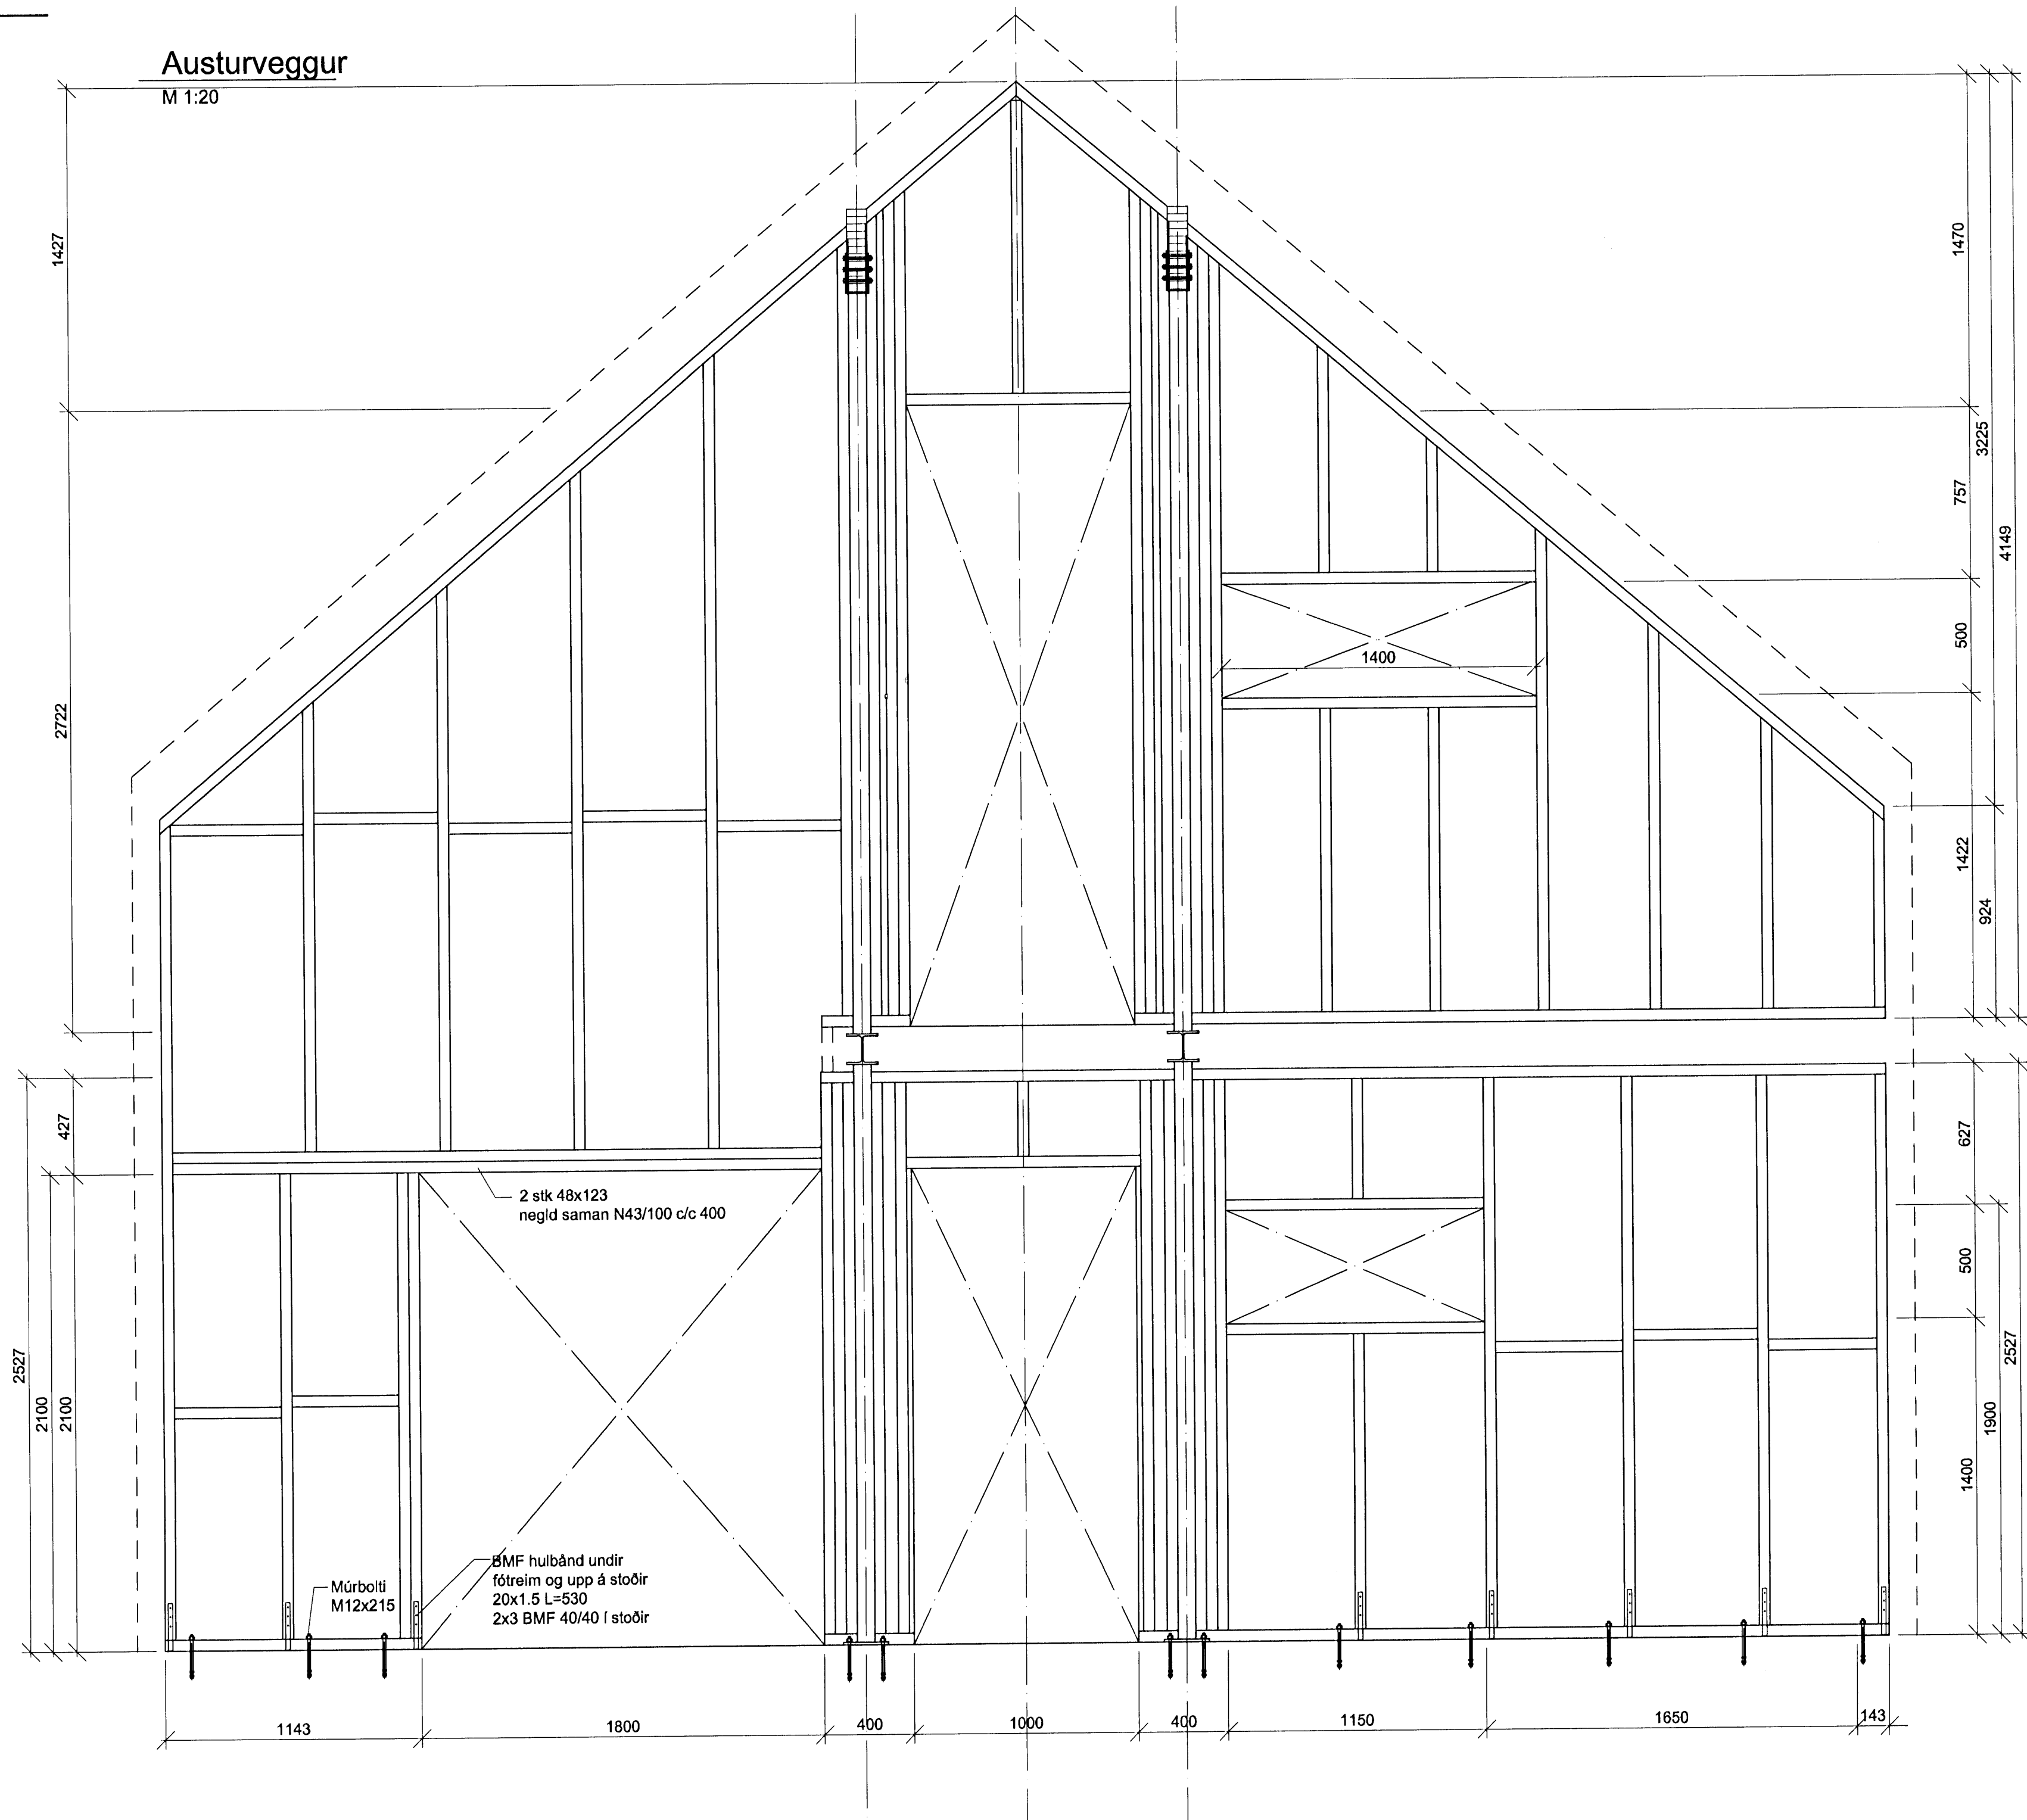 Austurveggur
M 1:20
1427
2722
427
2527
2100
2100
1470
3225
757
4149
500
1400
1422
924
627
500
2527
1900
1400
2 stk 48x123
negld saman N43/100 c/c 400
BMF hulbånd undir
fótreim og upp á stoðir
20x1.5 L=530
2x3 BMF 40/40 í stoðir
Múrbolti
M12x215
1143
1800
400
1000
400
1150
1650
143